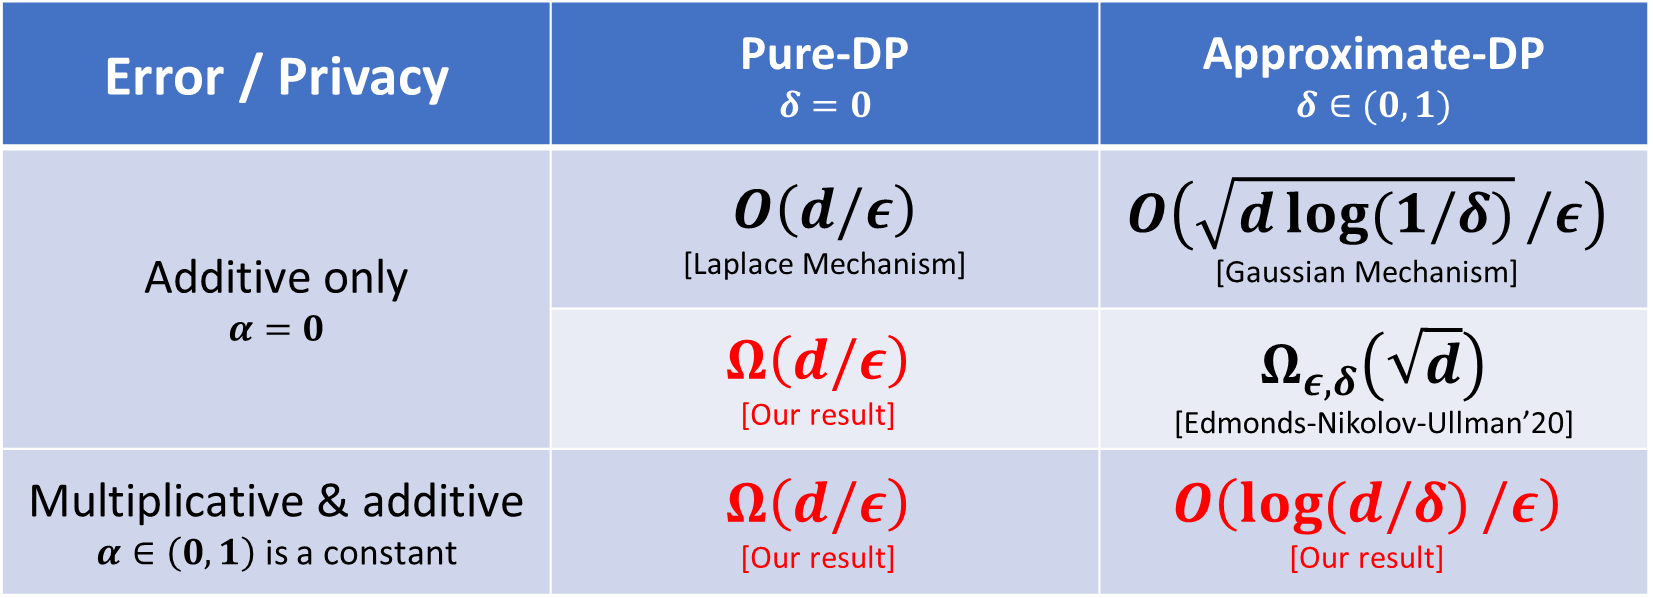 Error / Privacy
Pure-DP
δ = 0
Approximate-DP
δ ∈ (0, 1)
Additive only
α = 0
O(d/ϵ)
[Laplace Mechanism]
O(√(d log(1/δ)) /ϵ)
[Gaussian Mechanism]
Ω(d/ϵ)
[Our result]
Ω_{ϵ,δ}(√d)
[Edmonds-Nikolov-Ullman’20]
Multiplicative & additive
α ∈ (0, 1) is a constant
Ω(d/ϵ)
[Our result]
O(log(d/δ) /ϵ)
[Our result]